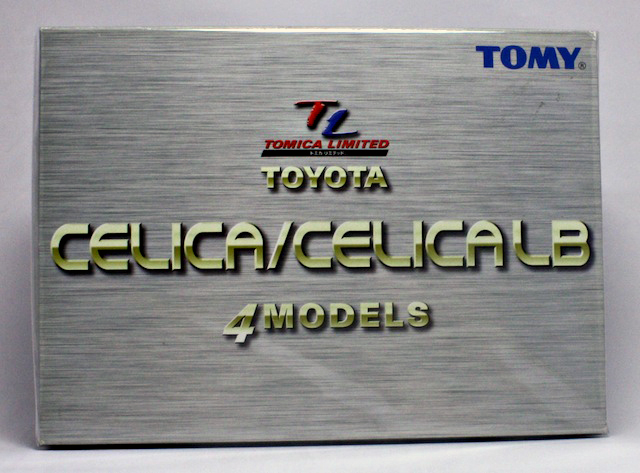 TOMY®
TL
TOMICA LIMITED
トミカリミテッド
TOYOTA
CELICA/CELICA LB
4 MODELS